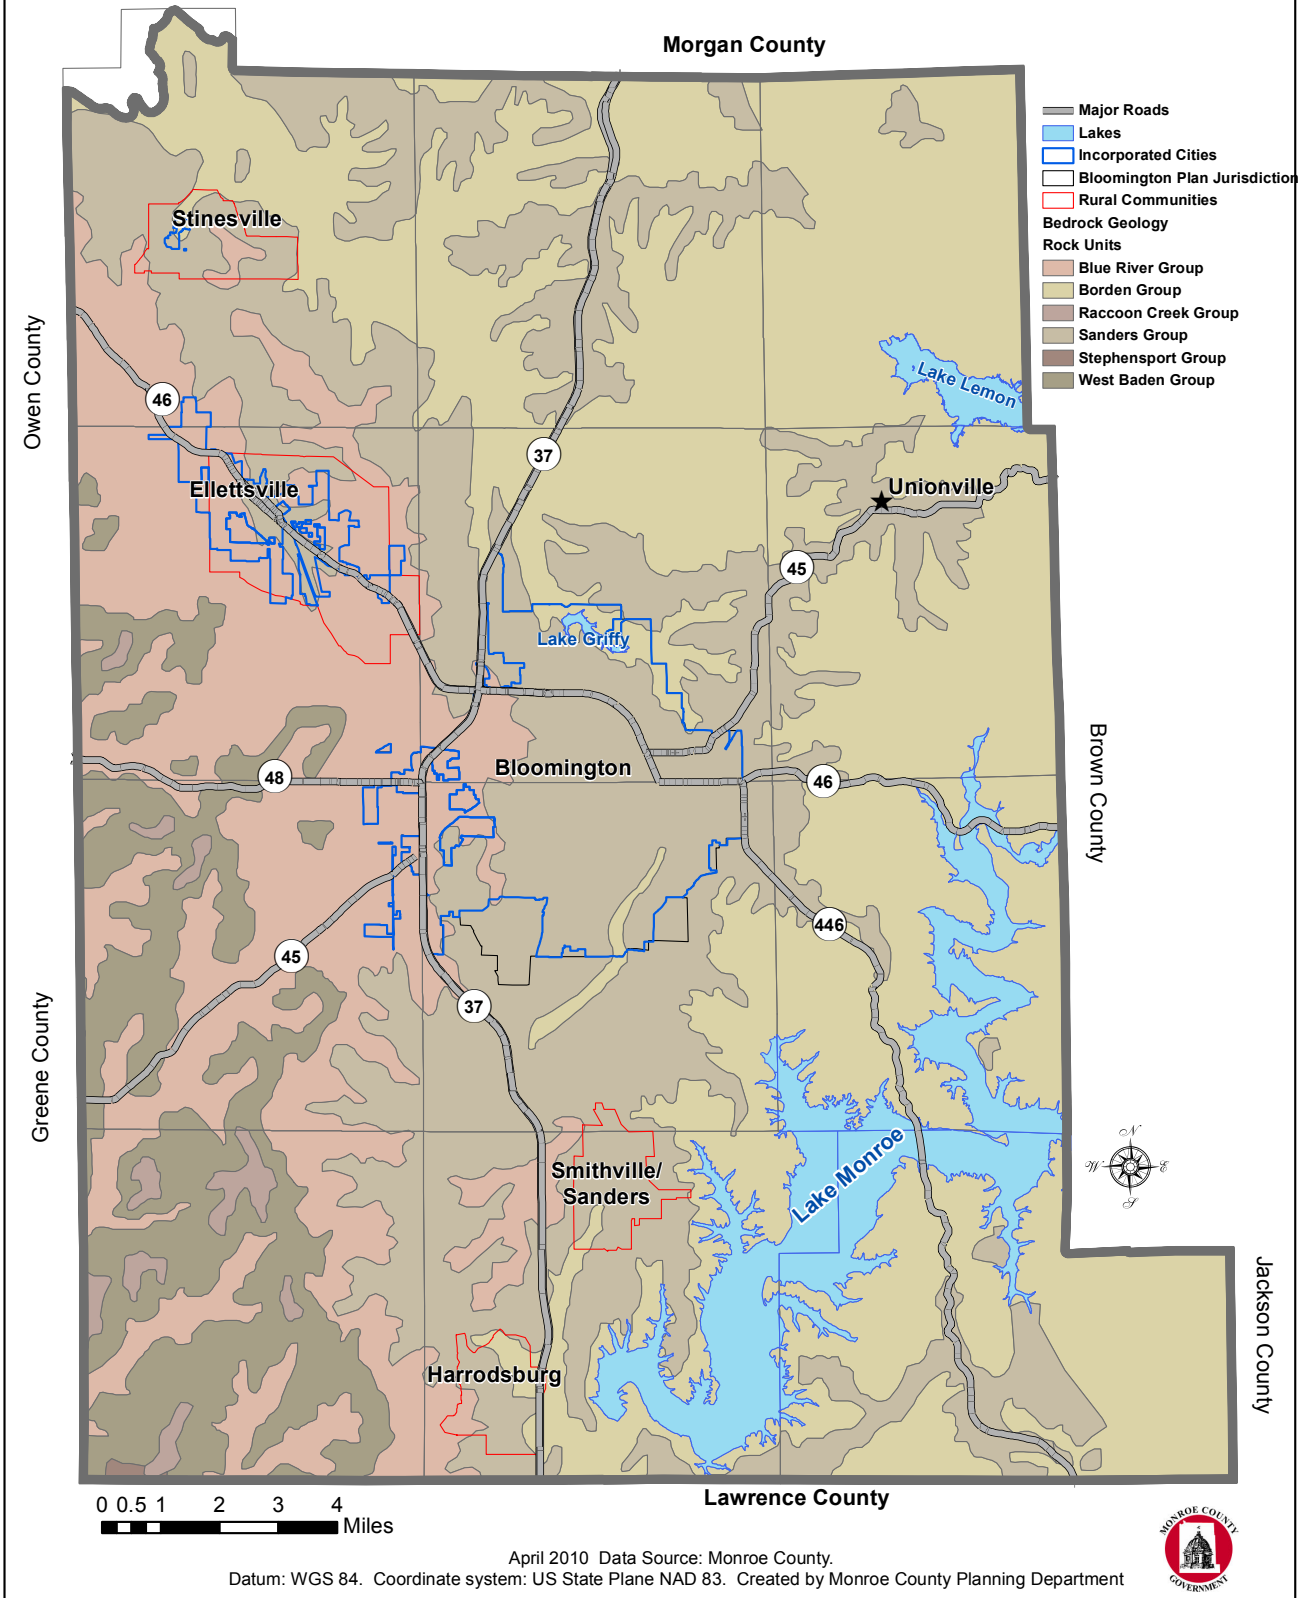 Morgan County
Major Roads
Lakes
Incorporated Cities
Bloomington Plan Jurisdiction
Rural Communities
Bedrock Geology
Rock Units
Blue River Group
Borden Group
Raccoon Creek Group
Sanders Group
Stephensport Group
West Baden Group
Stinesville
Owen County
46
Lake Lemon
37
Ellettsville
Unionville
45
Lake Griffy
Bloomington
48
46
Brown County
446
45
37
Greene County
Lake Monroe
N
W
E
S
Smithville/
Sanders
Jackson County
Harrodsburg
Lawrence County
0 0.5 1 2 3 4
Miles
MONROE COUNTY
GOVERNMENT
April 2010 Data Source: Monroe County.
Datum: WGS 84. Coordinate system: US State Plane NAD 83. Created by Monroe County Planning Department